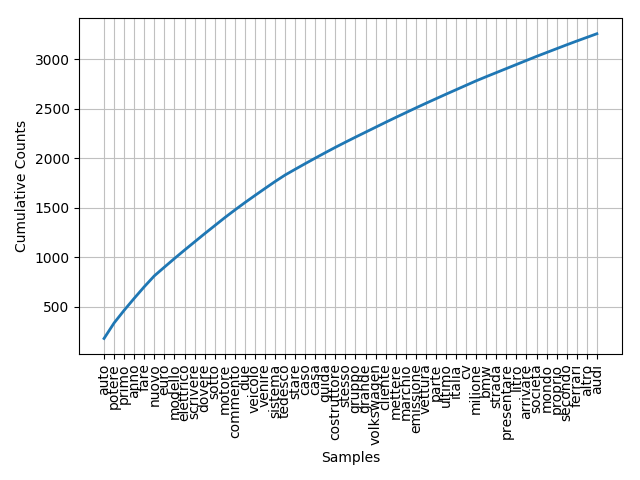 3000
2500
2000
1500
1000
500
Cumulative Counts
auto
potere
primo
anno
fare
nuovo
euro
modello
elettrico
scrivere
dovere
sotto
motore
commento
due
veicolo
venire
sistema
tedesco
stare
caso
casa
guida
costruttore
stesso
gruppo
grande
volkswagen
cliente
mettere
marchio
emissione
vettura
parte
ultimo
italia
cv
milione
bmw
strada
presentare
litro
arrivare
società
mondo
proprio
secondo
ferrari
altro
audi
Samples